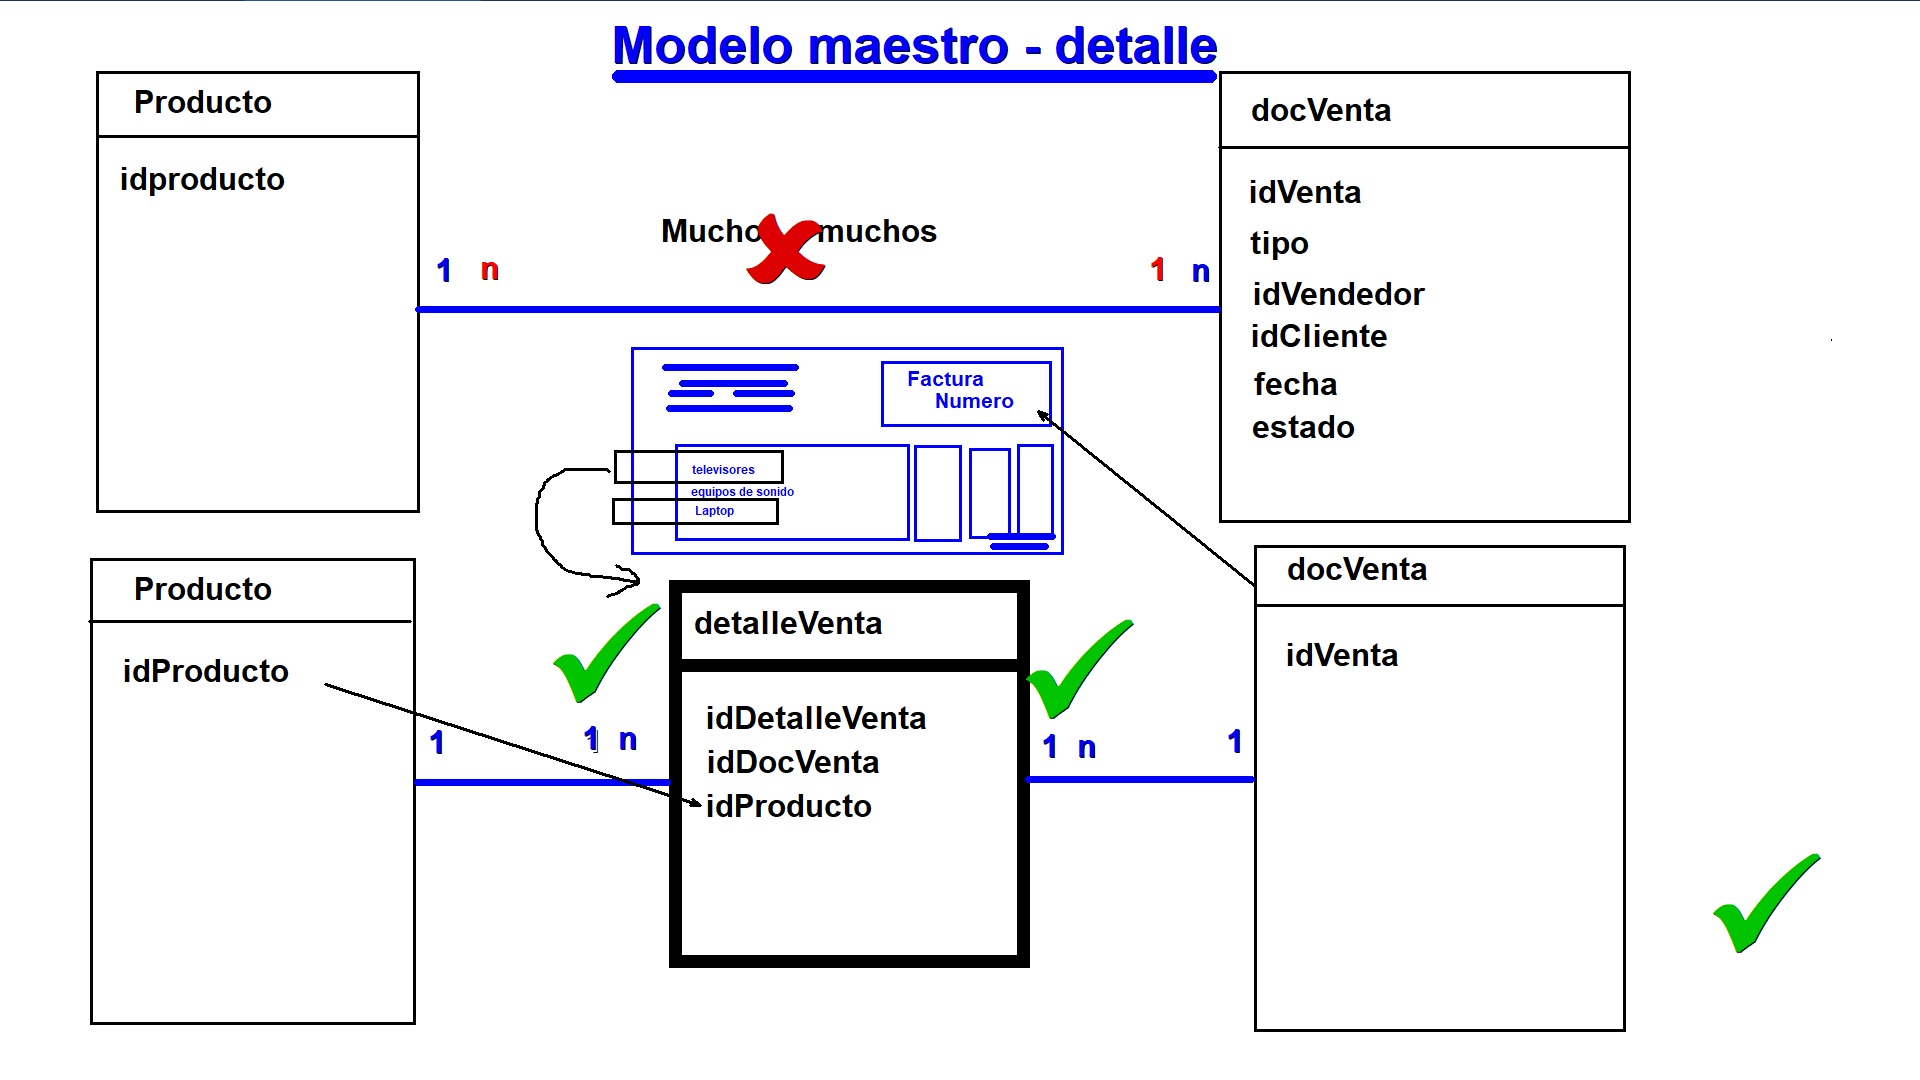 Modelo maestro - detalle
Producto
idproducto
Mucho muchos
1 n
1 n
docVenta
idVenta
tipo
idVendedor
idCliente
fecha
estado
Factura
Numero
televisores
equipos de sonido
Laptop
Producto
idProducto
1
1 n
detalleVenta
idDetalleVenta
idDocVenta
idProducto
1 n
1
docVenta
idVenta